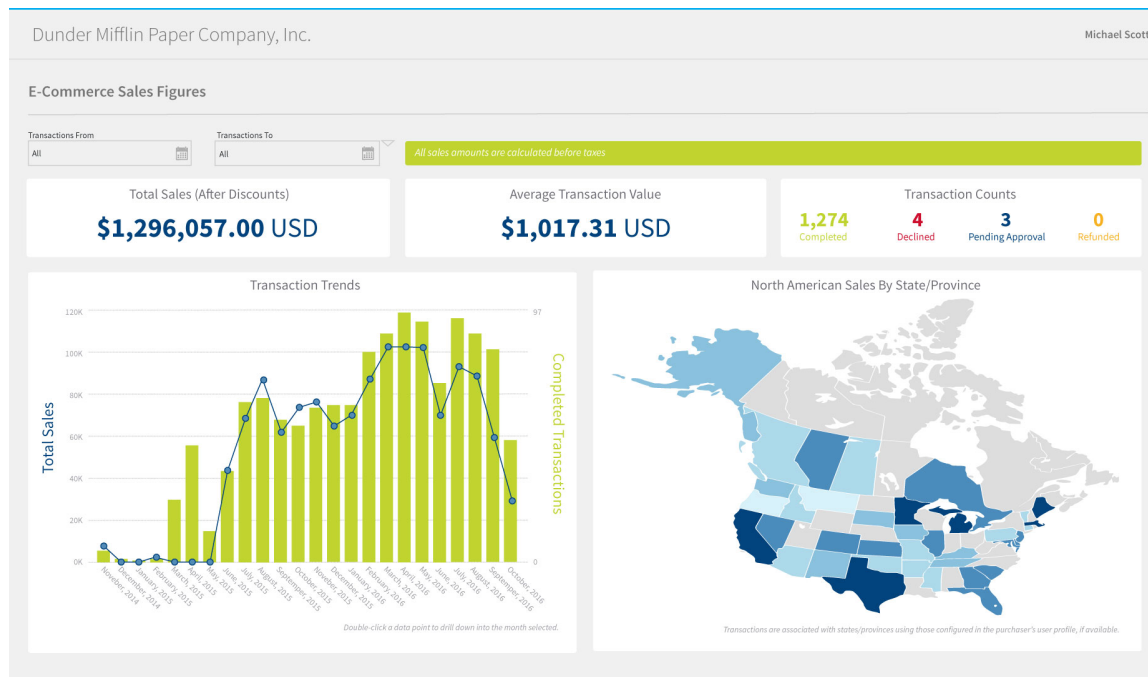 Dunder Mifflin Paper Company, Inc.
Michael Scott
E-Commerce Sales Figures
Transactions From
Transactions To
All
All
All sales amounts are calculated before taxes
Total Sales (After Discounts)
$1,296,057.00 USD
Average Transaction Value
$1,017.31 USD
Transaction Counts
1,274
4
3
0
Completed
Declined
Pending Approval
Refunded
Transaction Trends
120K
100K
80K
60K
40K
20K
0K
Total Sales
97
0
Completed Transactions
Noveber, 2014
December, 2014
January, 2015
February, 2015
March, 2015
April, 2015
May, 2015
June, 2015
July, 2015
August, 2015
September, 2015
October, 2015
November, 2015
December, 2015
January, 2016
February, 2016
March, 2016
April, 2016
May, 2016
June, 2016
July, 2016
August, 2016
September, 2016
October, 2016
Double-click a data point to drill down into the month selected.
North American Sales By State/Province
Transactions are associated with states/provinces using those configured in the purchaser's user profile, if available.